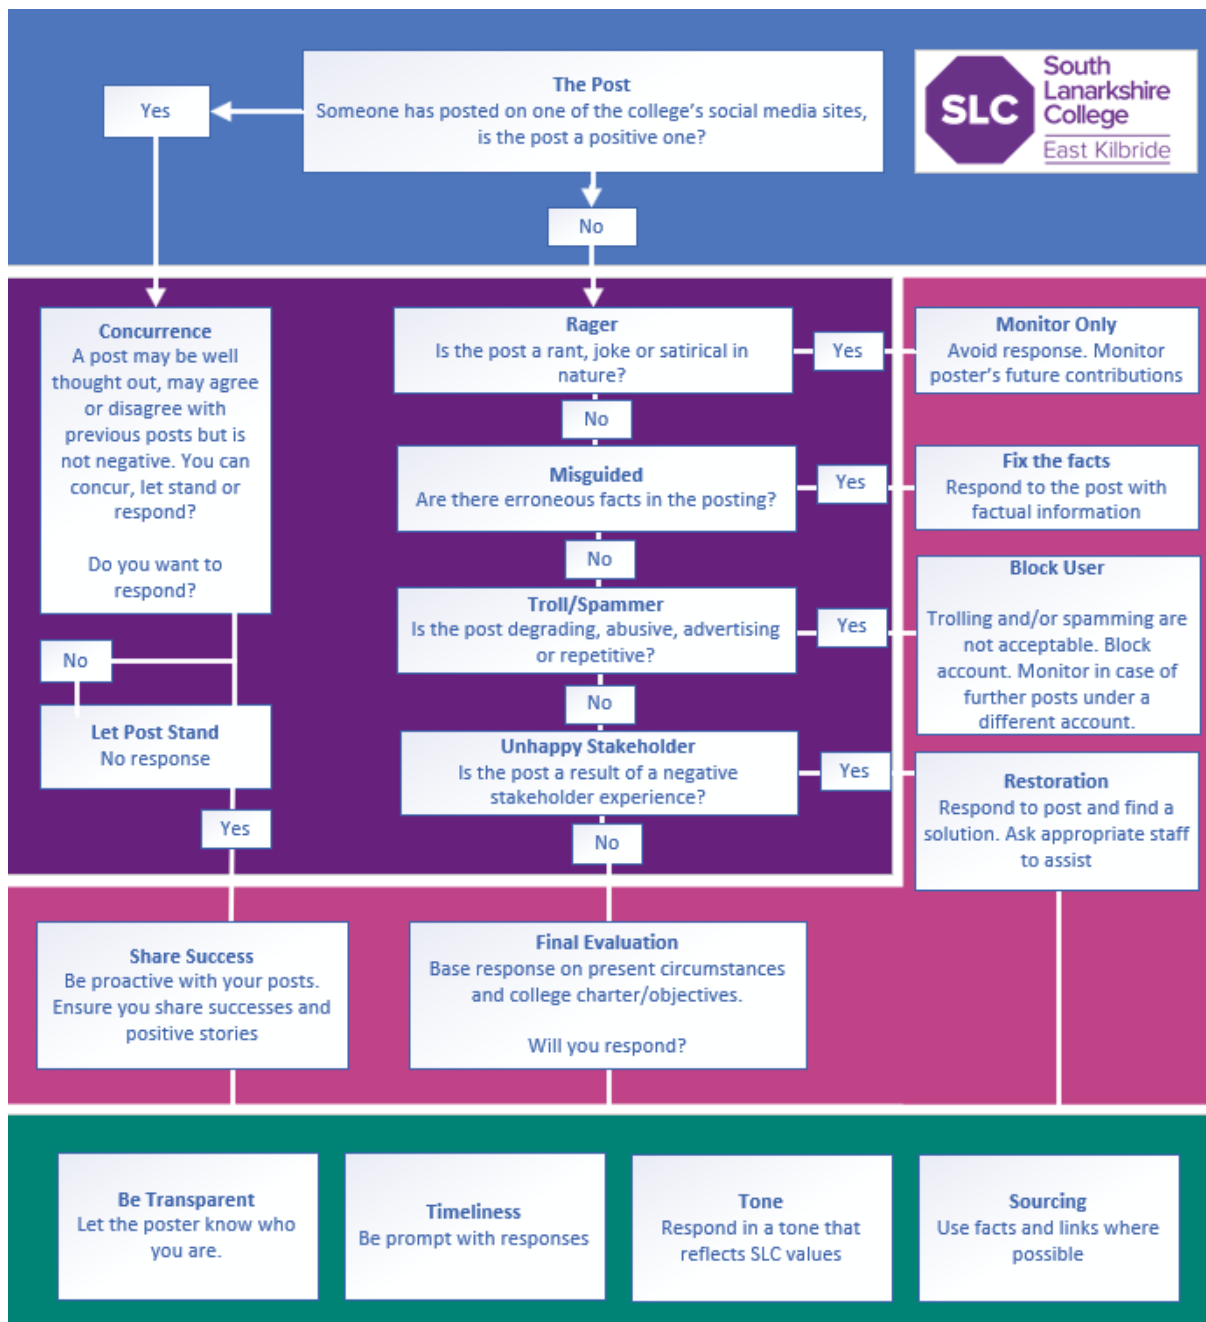 The Post
Someone has posted on one of the college's social media sites,
is the post a positive one?
Yes
SLC
South
Lanarkshire
College
East Kilbride
No
Concurrence
A post may be well
thought out, may agree
or disagree with
previous posts but is
not negative. You can
concur, let stand or
respond?
Do you want to
respond?
No
Let Post Stand
No response
Yes
Rager
Is the post a rant, joke or satirical in
nature?
Yes
Monitor Only
Avoid response. Monitor
poster's future contributions
No
Misguided
Are there erroneous facts in the posting?
Yes
Fix the facts
Respond to the post with
factual information
No
Troll/Spammer
Is the post degrading, abusive, advertising
or repetitive?
Yes
Block User
Trolling and/or spamming are
not acceptable. Block
account. Monitor in case of
further posts under a
different account.
No
Unhappy Stakeholder
Is the post a result of a negative
stakeholder experience?
Yes
Restoration
Respond to post and find a
solution. Ask appropriate staff
to assist
No
Share Success
Be proactive with your posts.
Ensure you share successes and
positive stories
Final Evaluation
Base response on present circumstances
and college charter/objectives.
Will you respond?
Be Transparent
Let the poster know who
you are.
Timeliness
Be prompt with responses
Tone
Respond in a tone that
reflects SLC values
Sourcing
Use facts and links where
possible